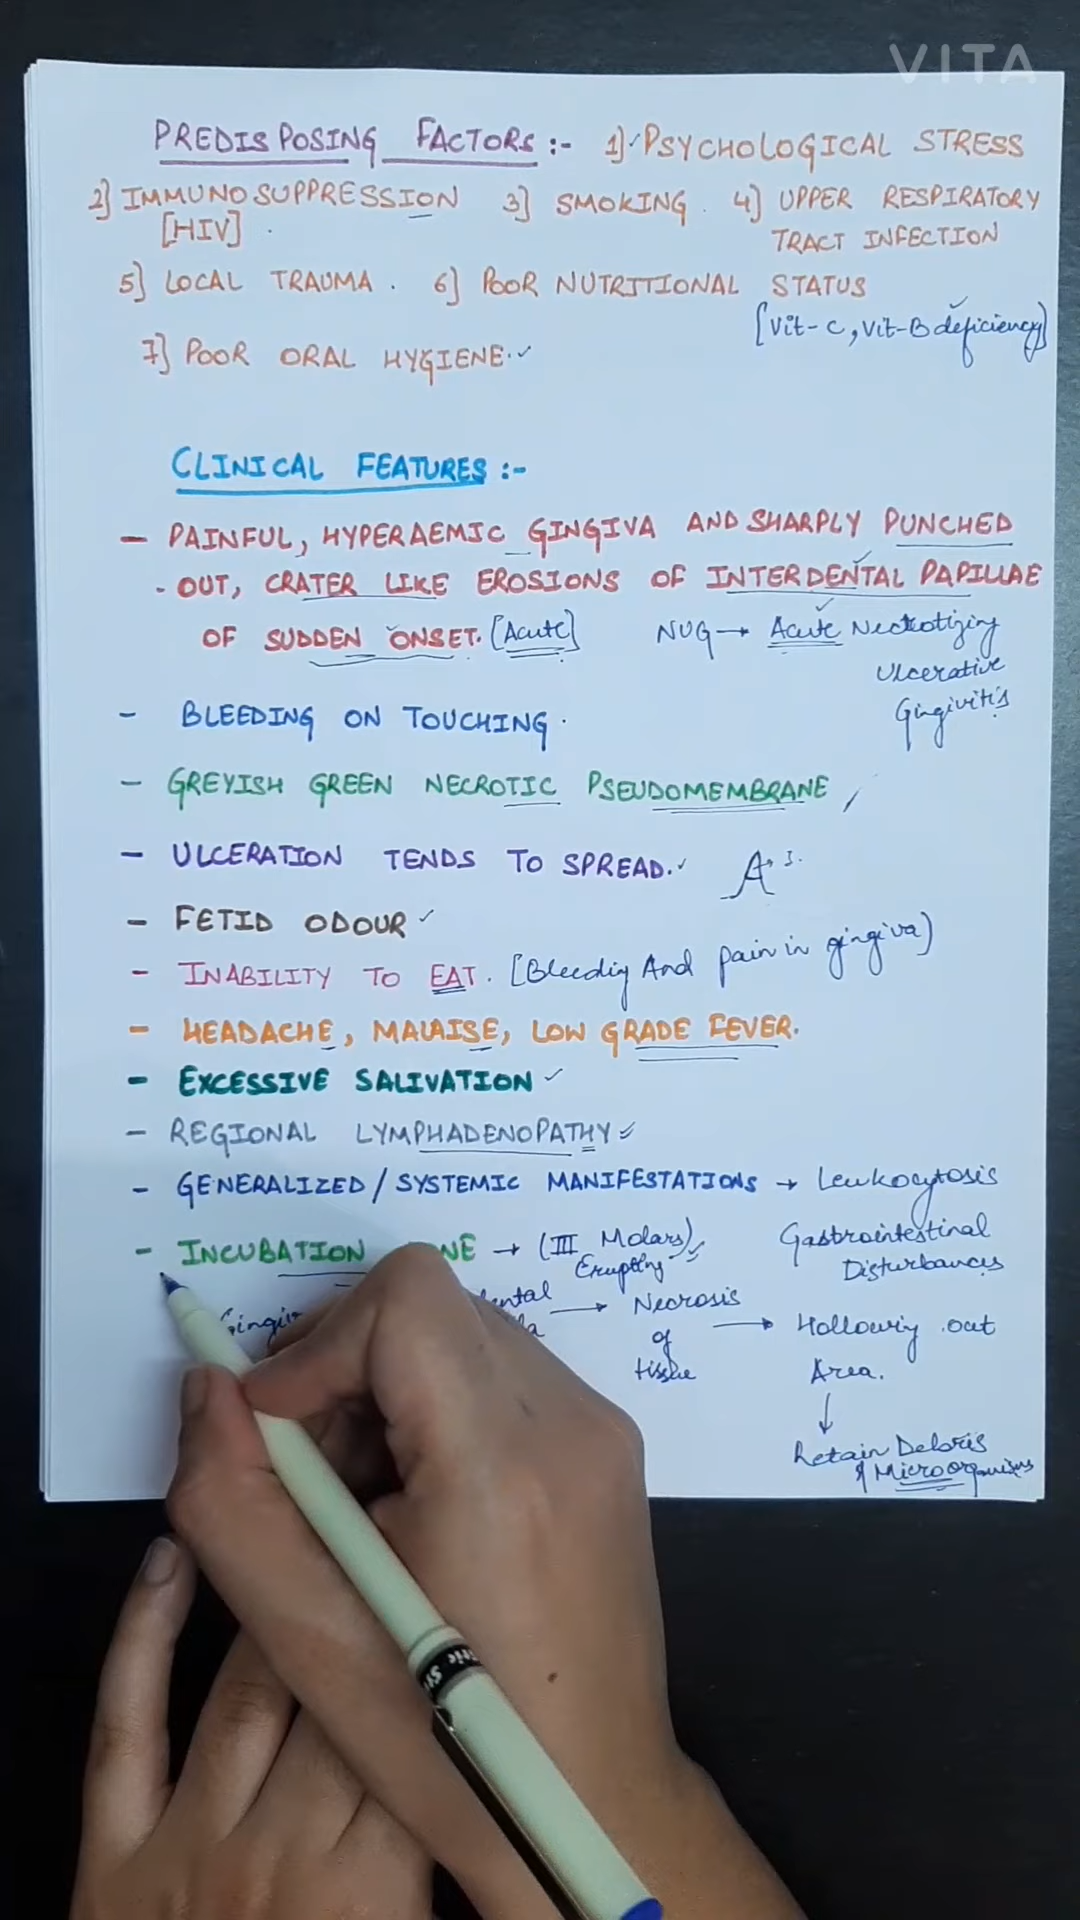 VITA
PREDISPOSING FACTORS :- 1] PSYCHOLOGICAL STRESS
2] IMMUNOSUPPRESSION 3] SMOKING. 4] UPPER RESPIRATORY
[HIV]. TRACT INFECTION
5] LOCAL TRAUMA. 6] POOR NUTRITIONAL STATUS
[Vit-C, Vit-B deficiency]
7] POOR ORAL HYGIENE.
CLINICAL FEATURES :-
- PAINFUL, HYPERAEMIC GINGIVA AND SHARPLY PUNCHED
OUT, CRATER LIKE EROSIONS OF INTERDENTAL PAPILLAE
OF SUDDEN ONSET. [Acute] NUG → Acute Necrotizing
Ulcerative
Gingivitis
- BLEEDING ON TOUCHING.
- GREYISH GREEN NECROTIC PSEUDOMEMBRANE
- ULCERATION TENDS TO SPREAD.
- FETID ODOUR
- INABILITY TO EAT. [Bleedig And pain in gingiva)
- HEADACHE, MALAISE, LOW GRADE FEVER.
- EXCESSIVE SALIVATION
- REGIONAL LYMPHADENOPATHY
- GENERALIZED/SYSTEMIC MANIFESTATIONS → Leukocytosis
Gastrointestinal
Disturbances
- INCUBATION → (III Molars)
Erupting
→ Necrosis → Hollowing out
of Area.
tissue ↓
Retain Debris
& Microorganisms